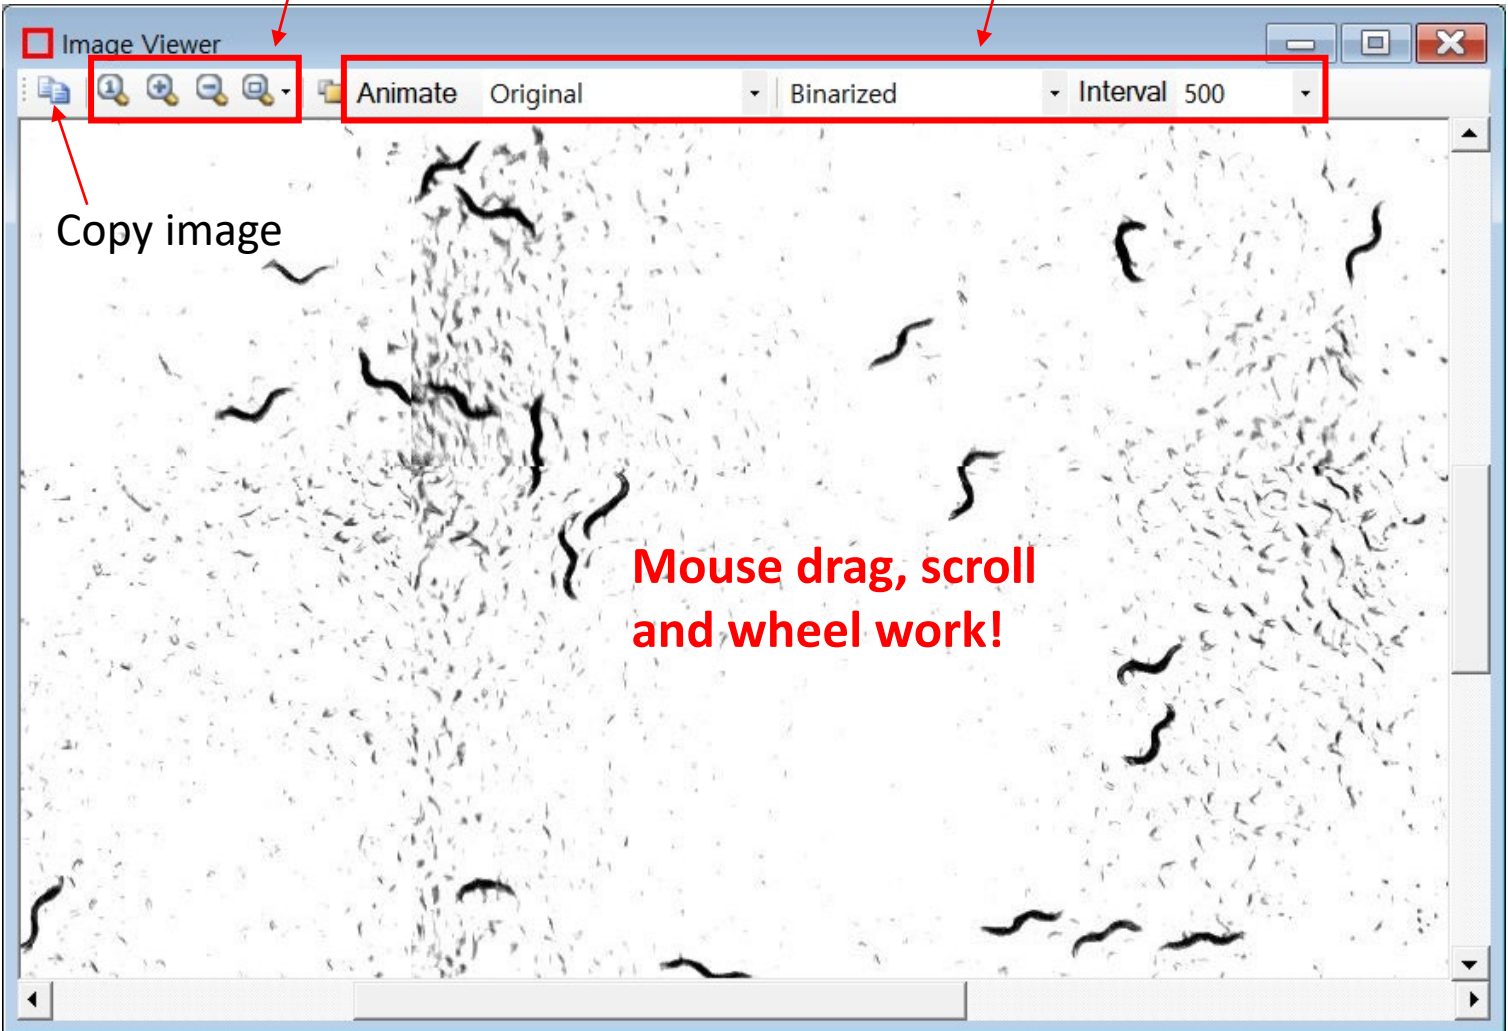 Image Viewer
Animate Original Binarized Interval 500
Copy image
Mouse drag, scroll
and wheel work!